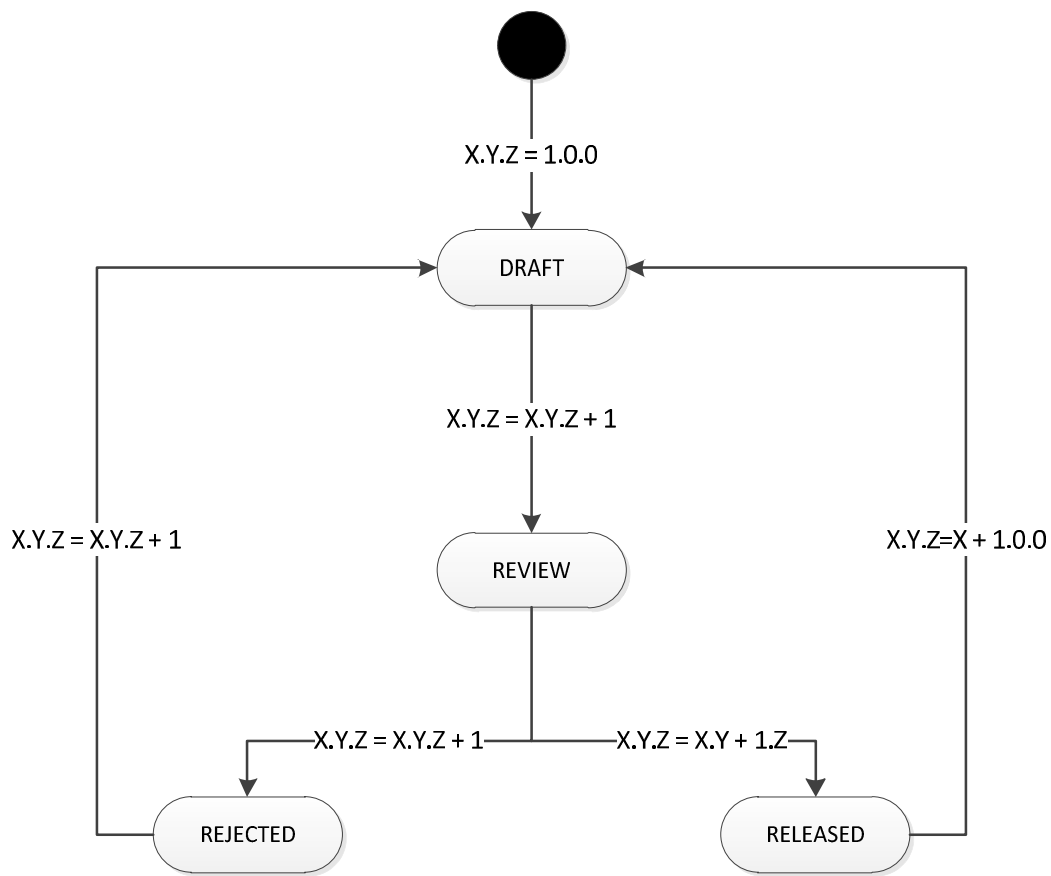 X.Y.Z = 1.0.0
DRAFT
X.Y.Z = X.Y.Z + 1
X.Y.Z = X.Y.Z + 1
X.Y.Z=X + 1.0.0
REVIEW
X.Y.Z = X.Y.Z + 1
X.Y.Z = X.Y + 1.Z
REJECTED
RELEASED